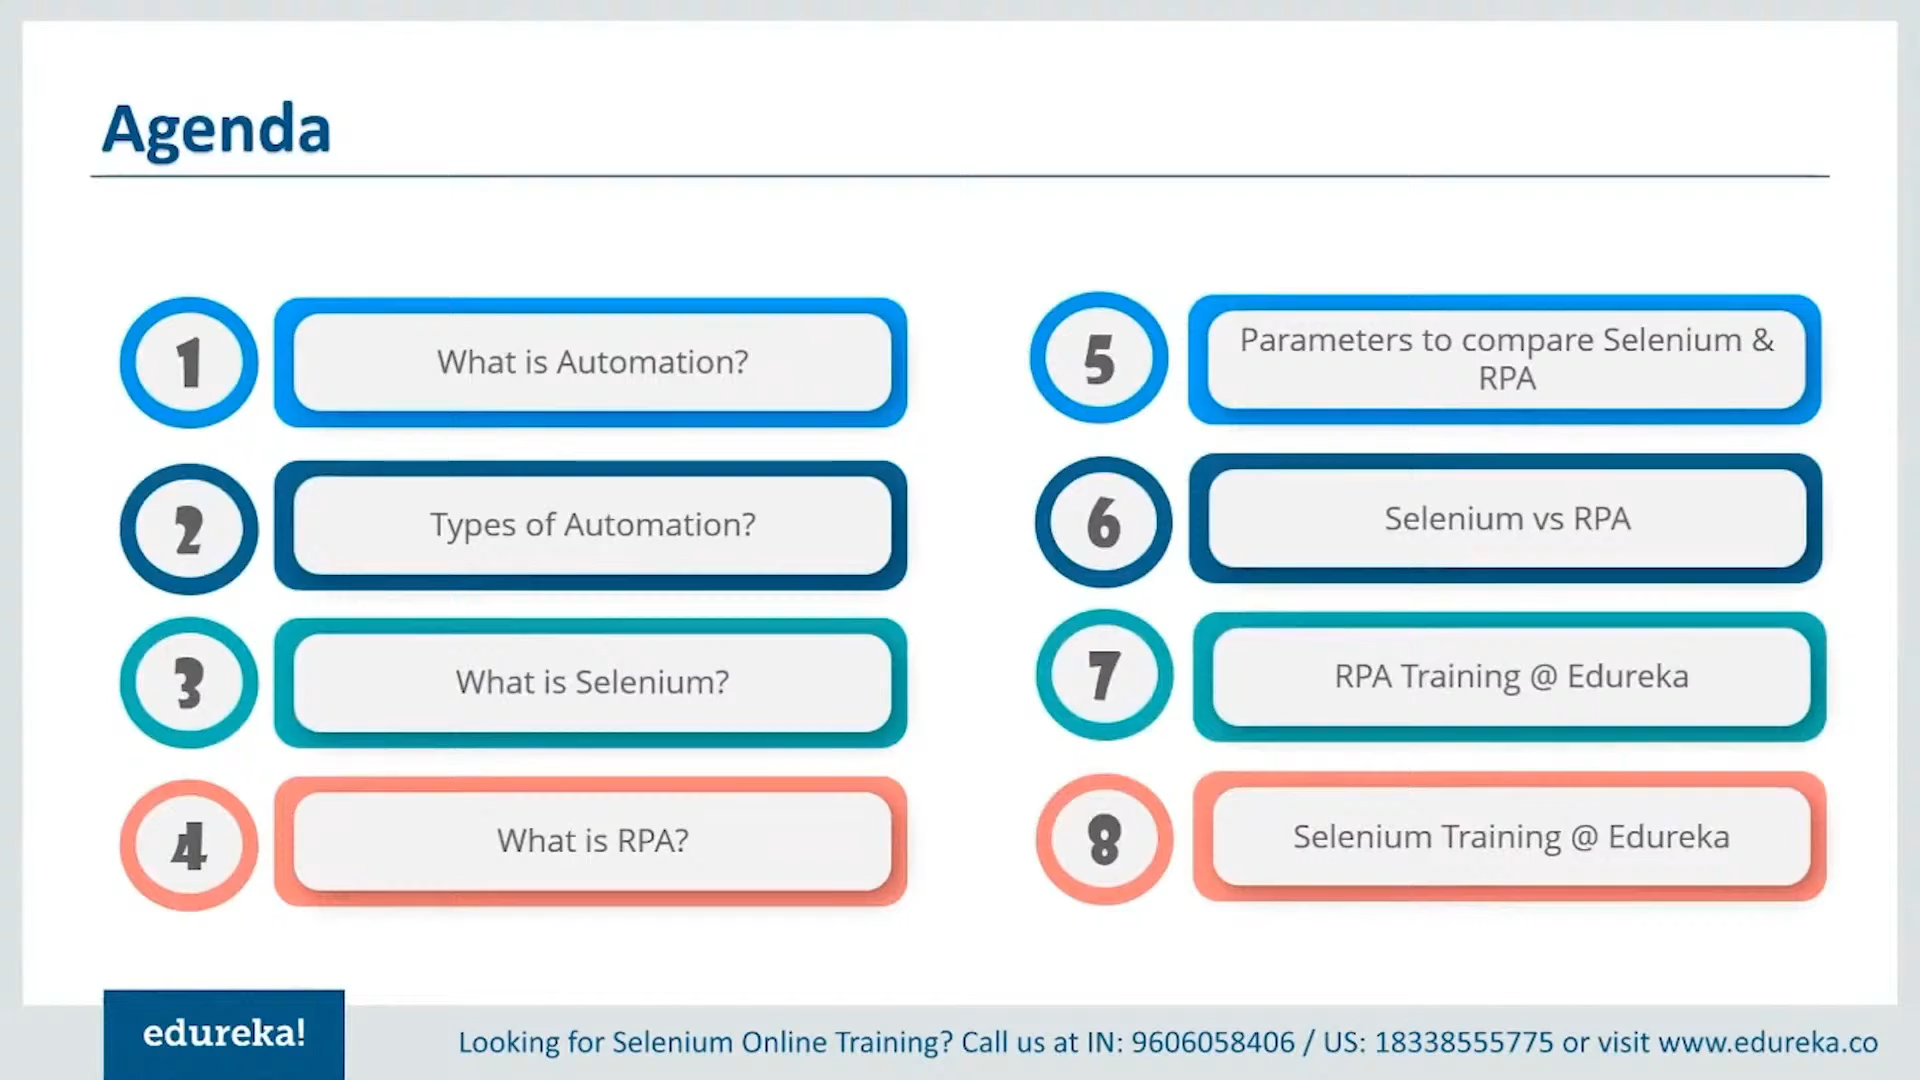 Agenda
1
What is Automation?
2
Types of Automation?
3
What is Selenium?
4
What is RPA?
5
Parameters to compare Selenium &
RPA
6
Selenium vs RPA
7
RPA Training @ Edureka
8
Selenium Training @ Edureka
edureka!
Looking for Selenium Online Training? Call us at IN: 9606058406 / US: 18338555775 or visit www.edureka.co